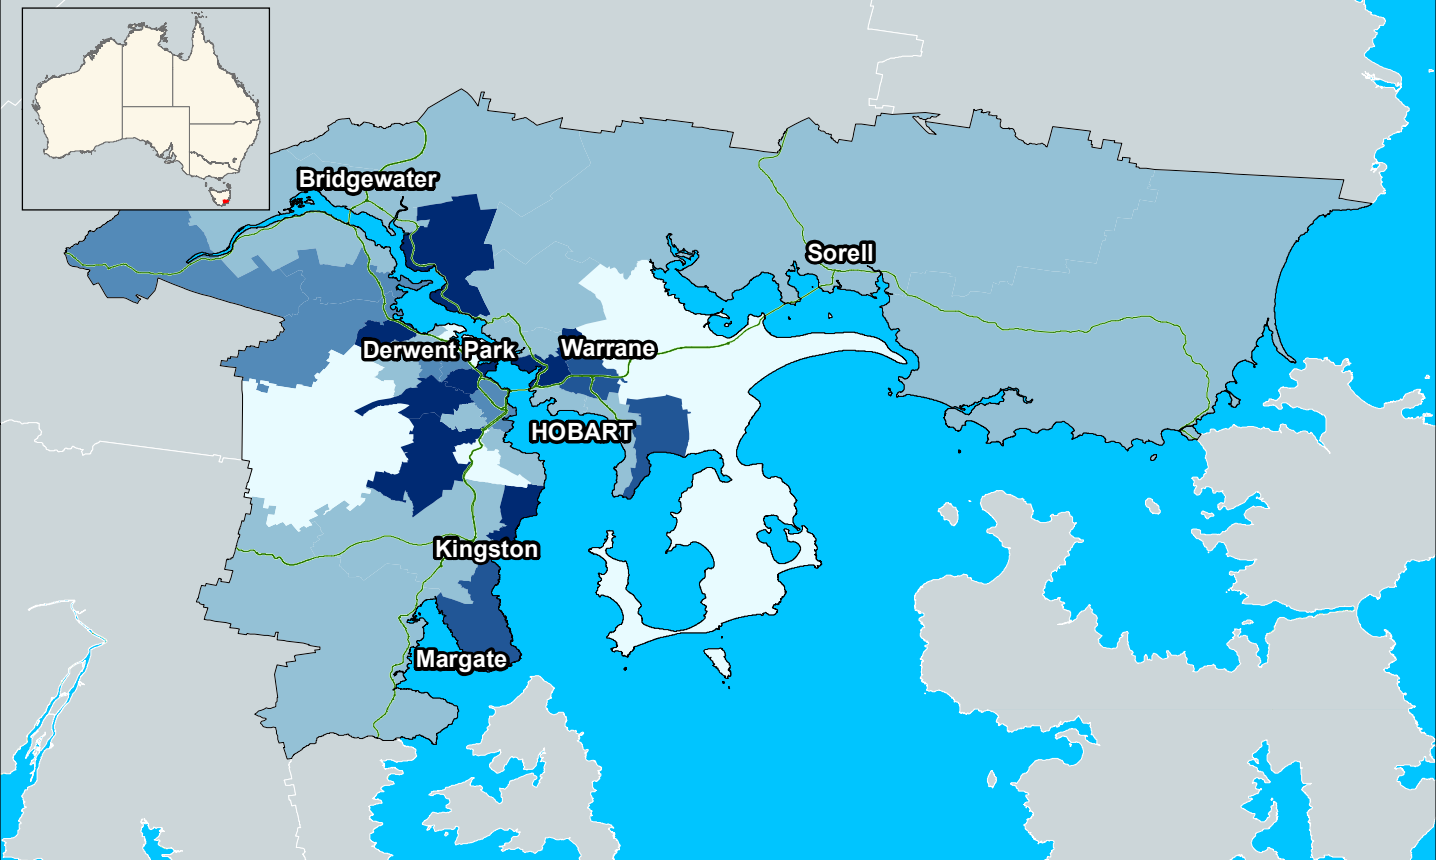 Bridgewater
Sorell
Derwent Park
Warrane
HOBART
Kingston
Margate